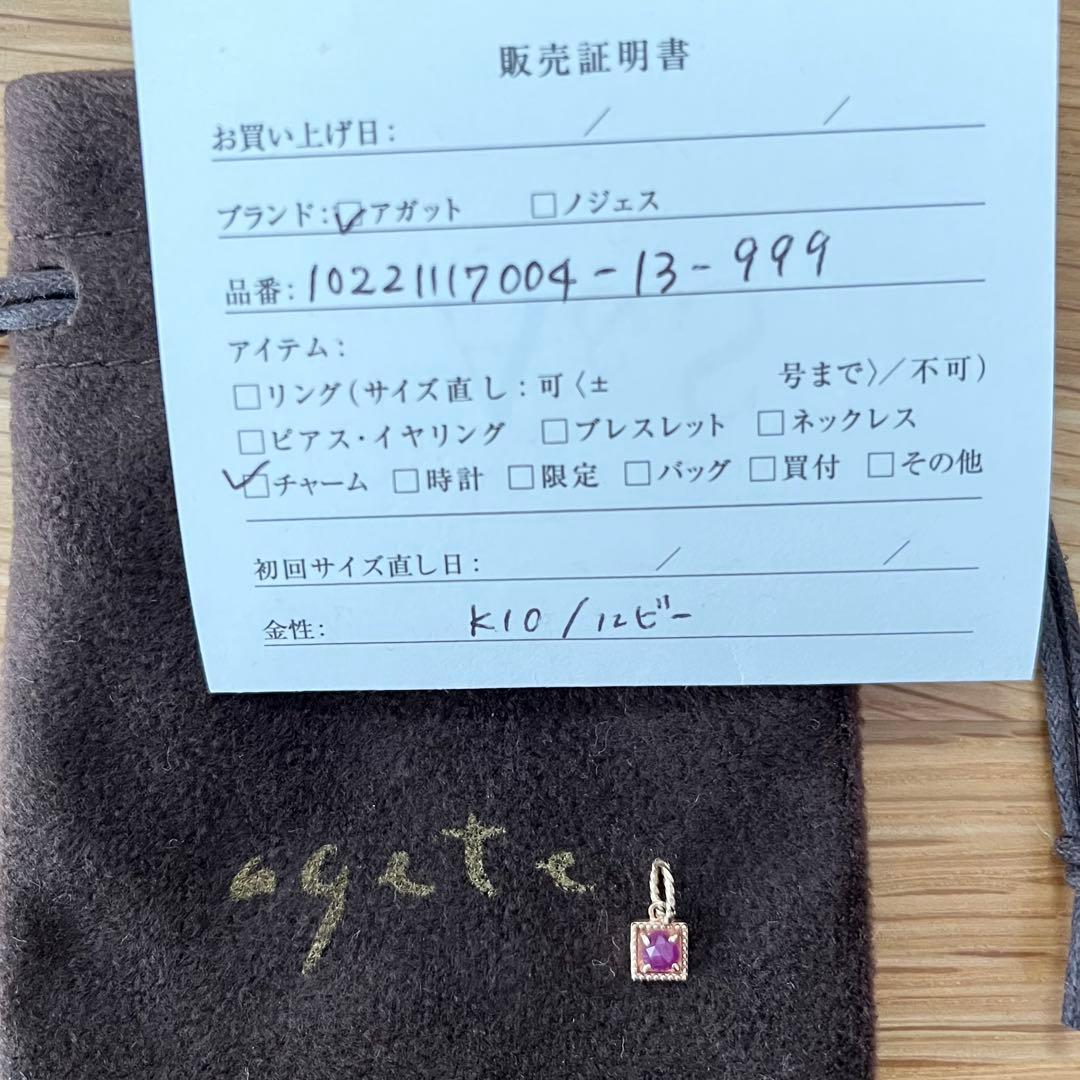 販売証明書
お買い上げ日: / /
ブランド: □アガット □ノジェス
品番: 10221117004-13-999
アイテム:
□リング(サイズ直し:可〈± 号まで〉/不可)
□ピアス・イヤリング □ブレスレット □ネックレス
□チャーム □時計 □限定 □バッグ □買付 □その他
初回サイズ直し日: / /
金性: K10/ルビー
agete